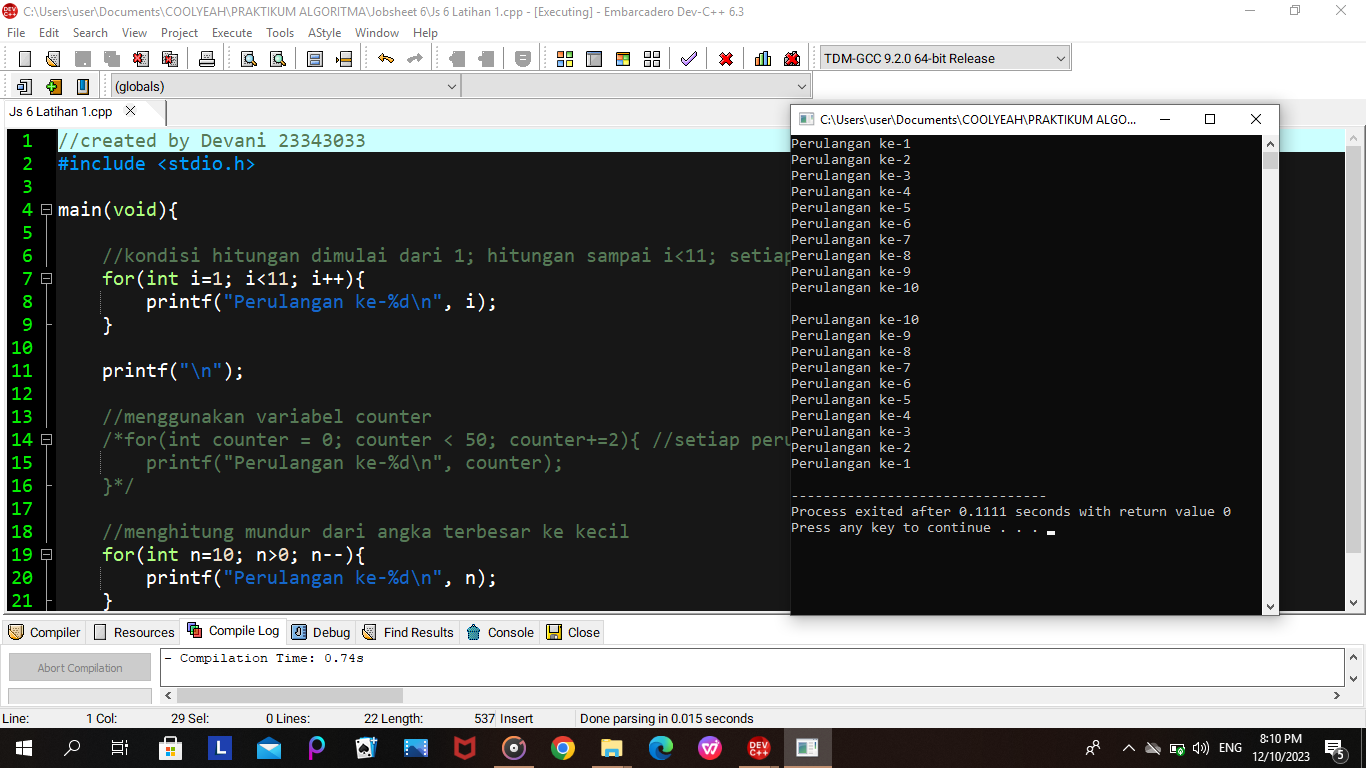 C:\Users\user\Documents\COOLYEAH\PRAKTIKUM ALGORITMA\Jobsheet 6\Js 6 Latihan 1.cpp - [Executing] - Embarcadero Dev-C++ 6.3
File Edit Search View Project Execute Tools AStyle Window Help
TDM-GCC 9.2.0 64-bit Release
(globals)
Js 6 Latihan 1.cpp
1 //created by Devani 23343033
2 #include <stdio.h>
3
4 main(void){
5
6 //kondisi hitungan dimulai dari 1; hitungan sampai i<11; setiap
7 for(int i=1; i<11; i++){
8 printf("Perulangan ke-%d\n", i);
9 }
10
11 printf("\n");
12
13 //menggunakan variabel counter
14 /*for(int counter = 0; counter < 50; counter+=2){ //setiap peru
15 printf("Perulangan ke-%d\n", counter);
16 }*/
17
18 //menghitung mundur dari angka terbesar ke kecil
19 for(int n=10; n>0; n--){
20 printf("Perulangan ke-%d\n", n);
21 }
C:\Users\user\Documents\COOLYEAH\PRAKTIKUM ALGO...
Perulangan ke-1
Perulangan ke-2
Perulangan ke-3
Perulangan ke-4
Perulangan ke-5
Perulangan ke-6
Perulangan ke-7
Perulangan ke-8
Perulangan ke-9
Perulangan ke-10
Perulangan ke-10
Perulangan ke-9
Perulangan ke-8
Perulangan ke-7
Perulangan ke-6
Perulangan ke-5
Perulangan ke-4
Perulangan ke-3
Perulangan ke-2
Perulangan ke-1
--------------------------------
Process exited after 0.1111 seconds with return value 0
Press any key to continue . . .
Compiler Resources Compile Log Debug Find Results Console Close
Abort Compilation
- Compilation Time: 0.74s
Line: 1 Col: 29 Sel: 0 Lines: 22 Length: 537 Insert Done parsing in 0.015 seconds
ENG
8:10 PM
12/10/2023
5